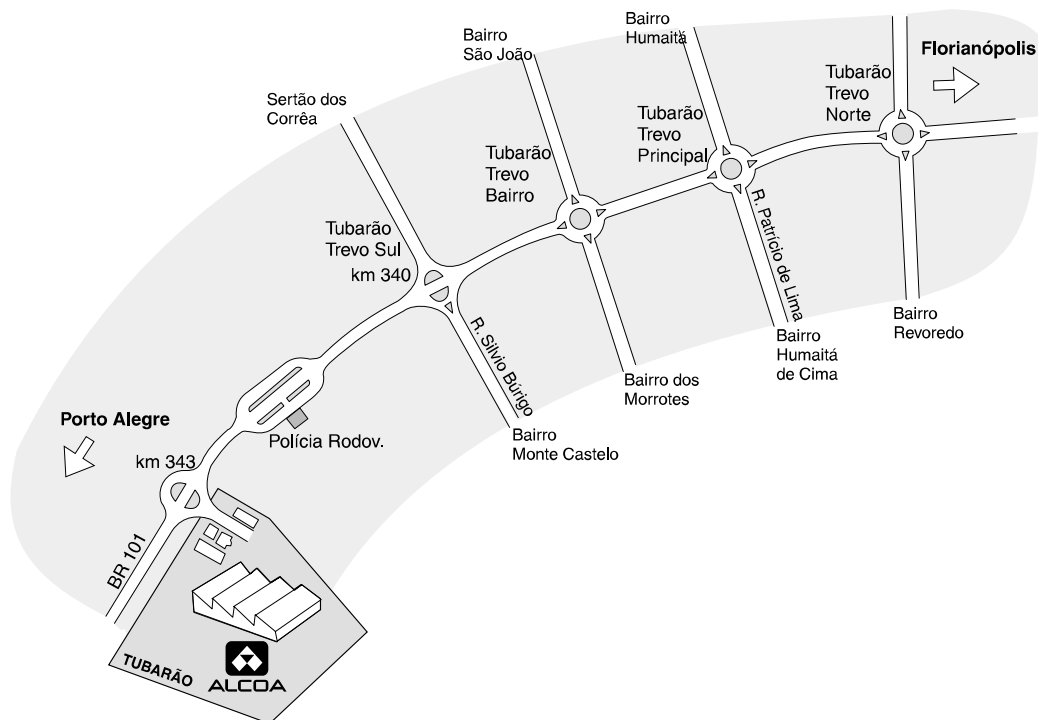 Bairro
Humaitá
Bairro
São João
Florianópolis
Tubarão
Trevo
Norte
Sertão dos
Corrêa
Tubarão
Trevo
Principal
Tubarão
Trevo
Bairro
R. Patrício de Lima
Tubarão
Trevo Sul
km 340
Bairro
Revoredo
R. Silvio Búrigo
Bairro
Humaitá
de Cima
Bairro dos
Morrotes
Porto Alegre
Polícia Rodov.
Bairro
Monte Castelo
km 343
BR 101
TUBARÃO
ALCOA